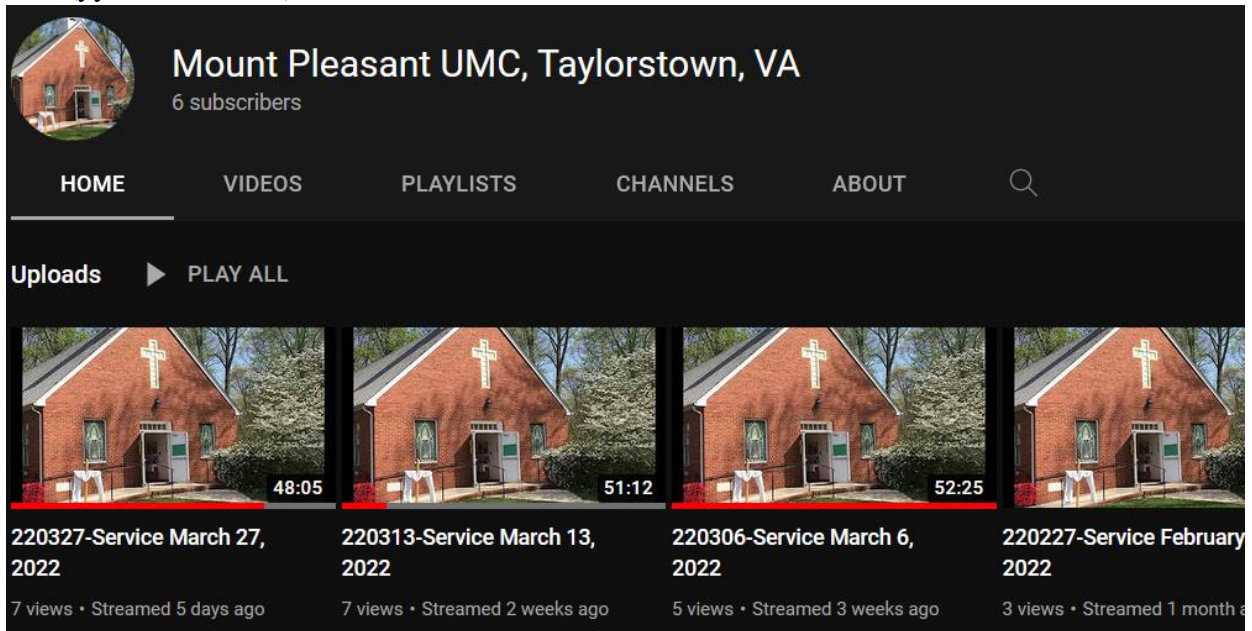 Mount Pleasant UMC, Taylorstown, VA
6 subscribers
HOME VIDEOS PLAYLISTS CHANNELS ABOUT
Uploads PLAY ALL
48:05 51:12 52:25
220327-Service March 27,
2022
7 views • Streamed 5 days ago
220313-Service March 13,
2022
7 views • Streamed 2 weeks ago
220306-Service March 6,
2022
5 views • Streamed 3 weeks ago
220227-Service February
2022
3 views • Streamed 1 month